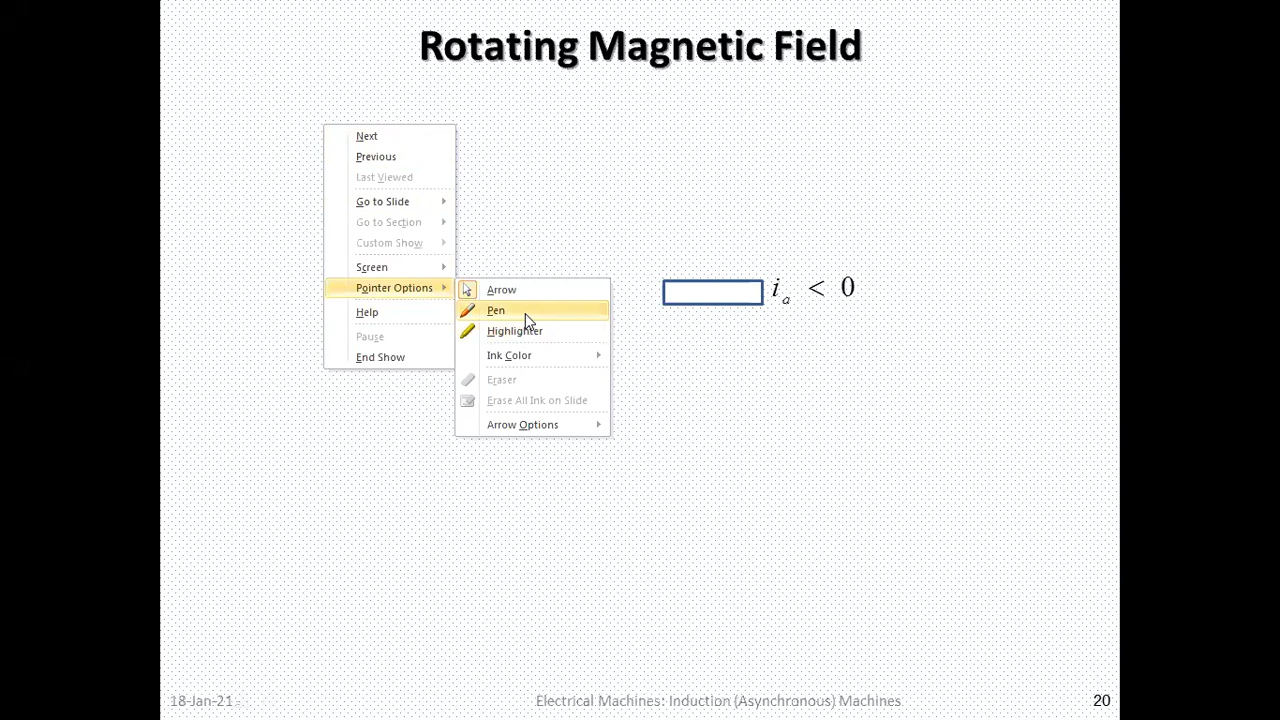 Rotating Magnetic Field
Next
Previous
Last Viewed
Go to Slide
Go to Section
Custom Show
Screen
Pointer Options
Help
Pause
End Show
Arrow
Pen
Highlighter
Ink Color
Eraser
Erase All Ink on Slide
Arrow Options
i_a < 0
18-Jan-21
Electrical Machines: Induction (Asynchronous) Machines
20